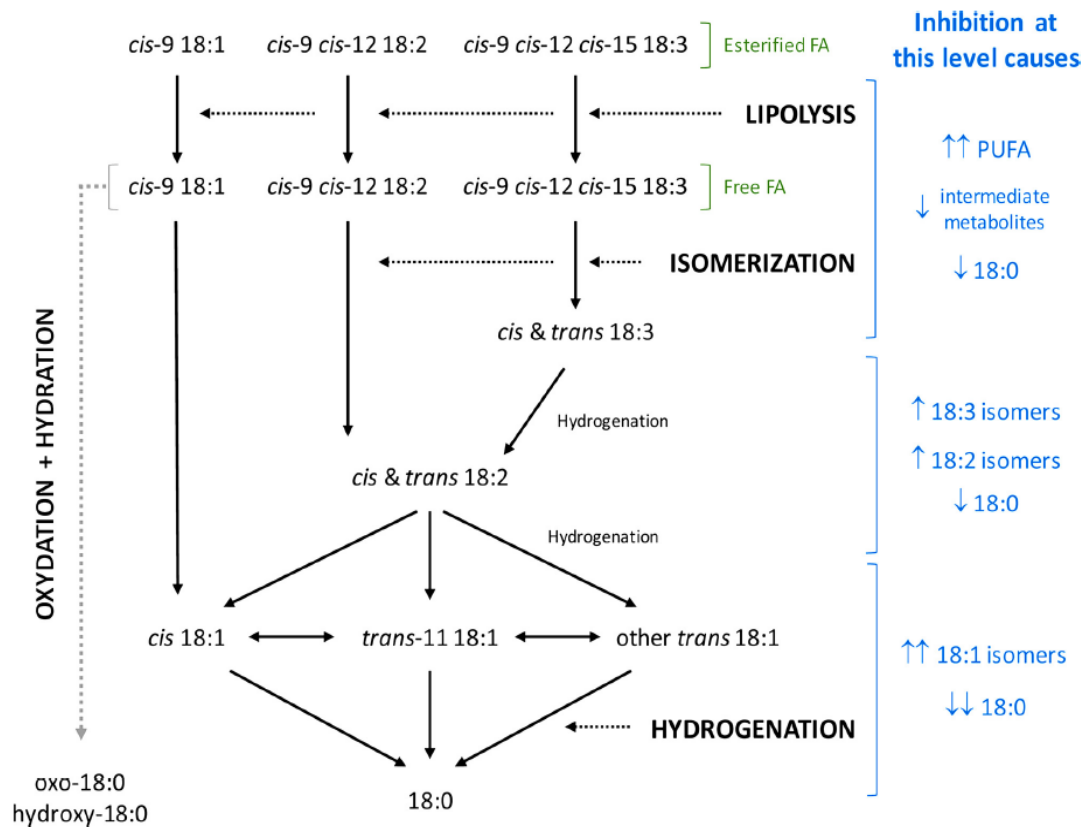 Inhibition at
this level causes
cis-9 18:1 cis-9 cis-12 18:2 cis-9 cis-12 cis-15 18:3 Esterified FA
LIPOLYSIS
↑↑ PUFA
cis-9 18:1 cis-9 cis-12 18:2 cis-9 cis-12 cis-15 18:3 Free FA
↓ intermediate
metabolites
ISOMERIZATION
↓ 18:0
cis & trans 18:3
OXYDATION + HYDRATION
Hydrogenation
↑ 18:3 isomers
↑ 18:2 isomers
cis & trans 18:2
↓ 18:0
Hydrogenation
cis 18:1 trans-11 18:1 other trans 18:1
↑↑ 18:1 isomers
↓↓ 18:0
HYDROGENATION
oxo-18:0
hydroxy-18:0
18:0